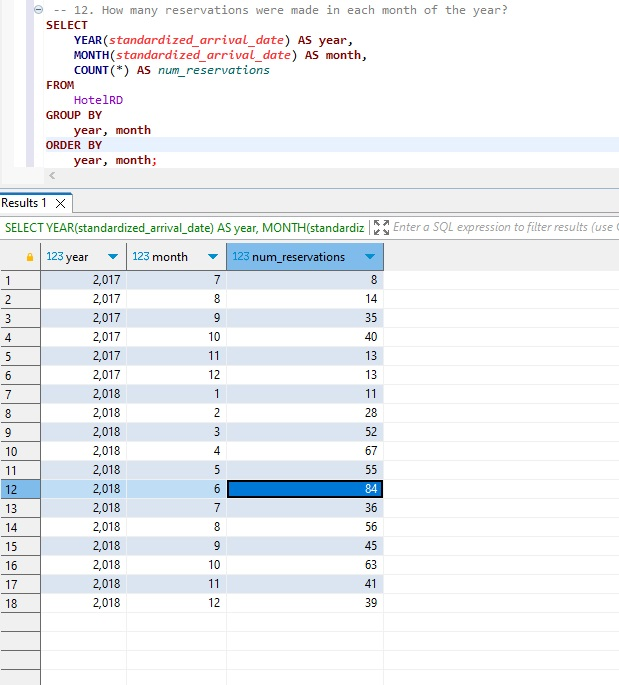 -- 12. How many reservations were made in each month of the year?
SELECT
YEAR(standardized_arrival_date) AS year,
MONTH(standardized_arrival_date) AS month,
COUNT(*) AS num_reservations
FROM
HotelRD
GROUP BY
year, month
ORDER BY
year, month;
Results 1
SELECT YEAR(standardized_arrival_date) AS year, MONTH(standardiz Enter a SQL expression to filter results (use
123 year 123 month 123 num_reservations
1 2,017 7 8
2 2,017 8 14
3 2,017 9 35
4 2,017 10 40
5 2,017 11 13
6 2,017 12 13
7 2,018 1 11
8 2,018 2 28
9 2,018 3 52
10 2,018 4 67
11 2,018 5 55
12 2,018 6 84
13 2,018 7 36
14 2,018 8 56
15 2,018 9 45
16 2,018 10 63
17 2,018 11 41
18 2,018 12 39